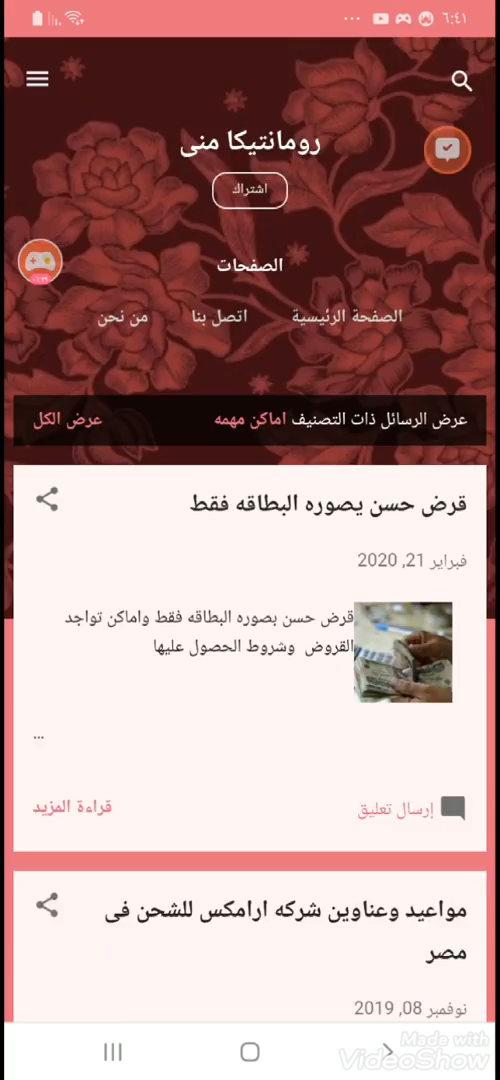 ٦:٤١
رومانتيكا منى
اشتراك
الصفحات
الصفحة الرئيسية اتصل بنا من نحن
عرض الرسائل ذات التصنيف اماكن مهمه عرض الكل
قرض حسن يصوره البطاقه فقط
فبراير 21, 2020
قرض حسن بصوره البطاقه فقط واماكن تواجد
القروض وشروط الحصول عليها
...
إرسال تعليق قراءة المزيد
مواعيد وعناوين شركه ارامكس للشحن فى
مصر
نوفمبر 08, 2019
Made with
VideoShow